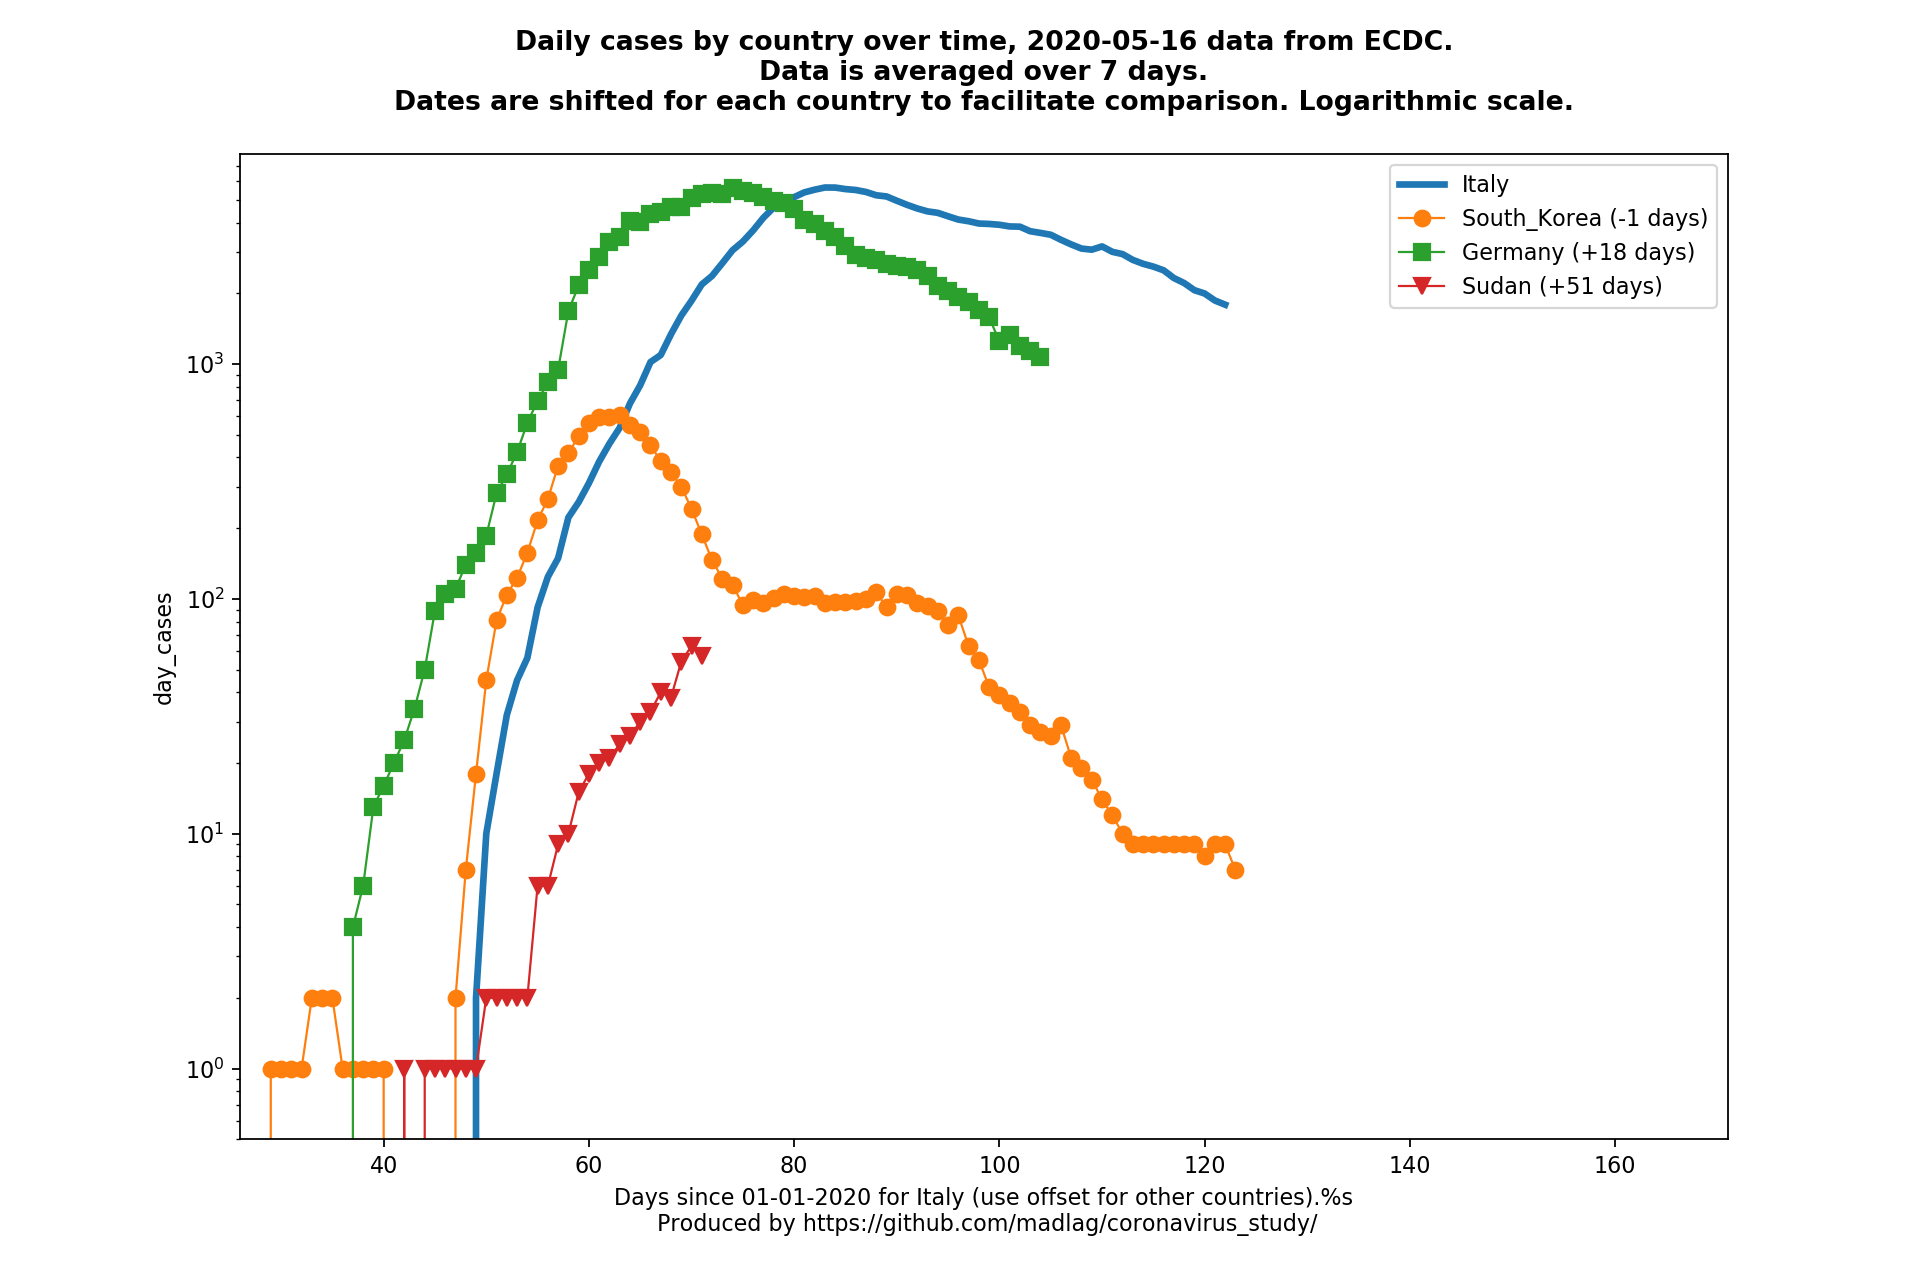 Daily cases by country over time, 2020-05-16 data from ECDC.
Data is averaged over 7 days.
Dates are shifted for each country to facilitate comparison. Logarithmic scale.
Italy
South_Korea (-1 days)
Germany (+18 days)
Sudan (+51 days)
day_cases
10³
10²
10¹
10⁰
40 60 80 100 120 140 160
Days since 01-01-2020 for Italy (use offset for other countries).%s
Produced by https://github.com/madlag/coronavirus_study/